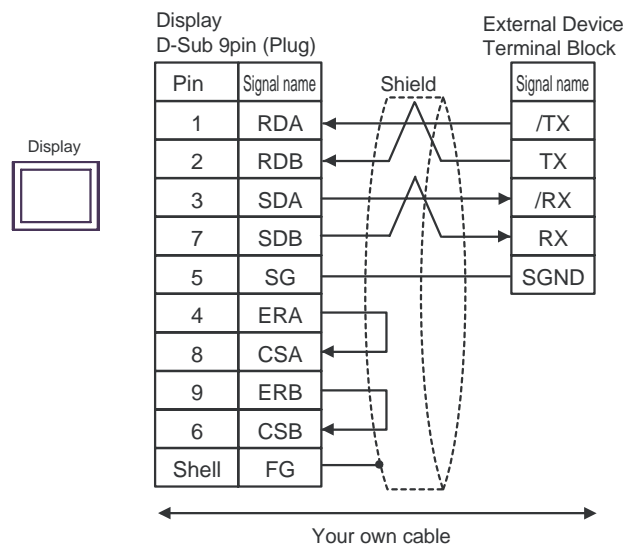 Display
D-Sub 9pin (Plug)
External Device
Terminal Block
Pin Signal name Shield Signal name
1 RDA /TX
2 RDB TX
Display
3 SDA /RX
7 SDB RX
5 SG SGND
4 ERA
8 CSA
9 ERB
6 CSB
Shell FG
Your own cable